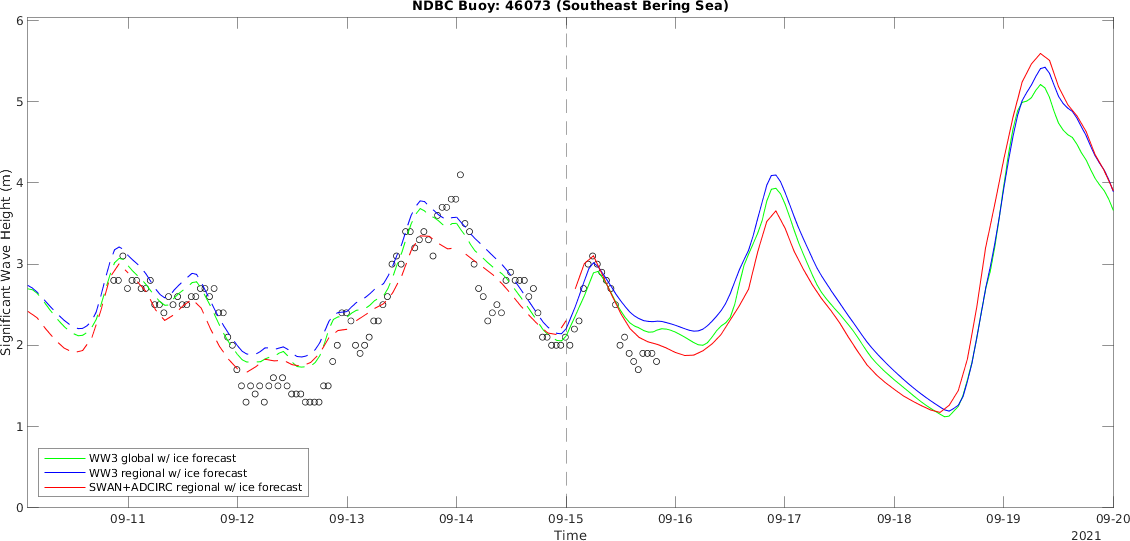 NDBC Buoy: 46073 (Southeast Bering Sea)
Significant Wave Height (m)
6
5
4
3
2
1
0
WW3 global w/ ice forecast
WW3 regional w/ ice forecast
SWAN+ADCIRC regional w/ ice forecast
09-11 09-12 09-13 09-14 09-15 09-16 09-17 09-18 09-19 09-20
Time
2021